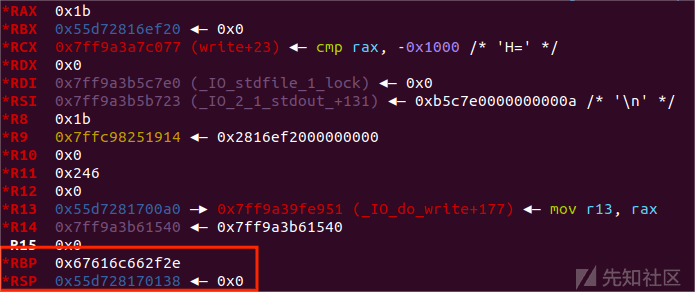 *RAX 0x1b
*RBX 0x55d72816ef20 ◂— 0x0
*RCX 0x7ff9a3a7c077 (write+23) ◂— cmp rax, -0x1000 /* 'H=' */
*RDX 0x0
*RDI 0x7ff9a3b5c7e0 (_IO_stdfile_1_lock) ◂— 0x0
*RSI 0x7ff9a3b5b723 (_IO_2_1_stdout_+131) ◂— 0xb5c7e0000000000a /* '\n' */
*R8 0x1b
*R9 0x7ffc98251914 ◂— 0x2816ef2000000000
*R10 0x0
*R11 0x246
*R12 0x0
*R13 0x55d7281700a0 —▸ 0x7ff9a39fe951 (_IO_do_write+177) ◂— mov r13, rax
*R14 0x7ff9a3b61540 ◂— 0x7ff9a3b61540
R15 0x0
*RBP 0x67616c662f2e
*RSP 0x55d728170138 ◂— 0x0
先知社区